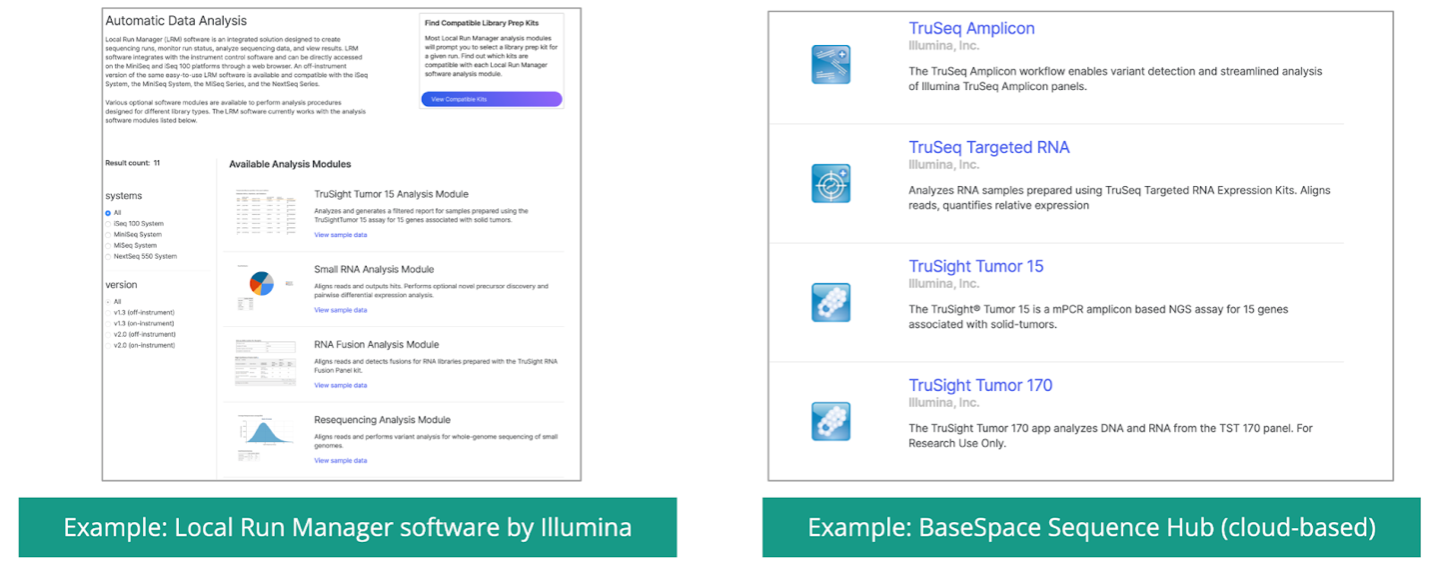 Automatic Data Analysis
Local Run Manager (LRM) software is an integrated solution designed to create
sequencing runs, monitor run status, analyze sequencing data, and view results. LRM
software integrates with the instrument control software and can be directly accessed
on the MiniSeq and iSeq 100 platforms through a web browser. An off-instrument
version of the same easy-to-use LRM software is available and compatible with the iSeq
System, the MiniSeq System, the MiSeq Series, and the NextSeq Series.
Various optional software modules are available to perform analysis procedures
designed for different library types. The LRM software currently works with the analysis
software modules listed below.
Find Compatible Library Prep Kits
Most Local Run Manager analysis modules
will prompt you to select a library prep kit for
a given run. Find out which kits are
compatible with each Local Run Manager
software analysis module.
View Compatible Kits
Result count: 11
systems
All
iSeq 100 System
MiniSeq System
MiSeq System
NextSeq 550 System
version
All
v1.3 (off-instrument)
v1.3 (on-instrument)
v2.0 (off-instrument)
v2.0 (on-instrument)
Available Analysis Modules
TruSight Tumor 15 Analysis Module
Analyzes and generates a filtered report for samples prepared using the
TruSightTumor 15 assay for 15 genes associated with solid tumors.
View sample data
Small RNA Analysis Module
Aligns reads and outputs hits. Performs optional novel precursor discovery and
pairwise differential expression analysis.
View sample data
RNA Fusion Analysis Module
Aligns reads and detects fusions for RNA libraries prepared with the TruSight RNA
Fusion Panel kit.
View sample data
Resequencing Analysis Module
Aligns reads and performs variant analysis for whole-genome sequencing of small
genomes.
View sample data
Example: Local Run Manager software by Illumina
TruSeq Amplicon
Illumina, Inc.
The TruSeq Amplicon workflow enables variant detection and streamlined analysis
of Illumina TruSeq Amplicon panels.
TruSeq Targeted RNA
Illumina, Inc.
Analyzes RNA samples prepared using TruSeq Targeted RNA Expression Kits. Aligns
reads, quantifies relative expression
TruSight Tumor 15
Illumina, Inc.
The TruSight® Tumor 15 is a mPCR amplicon based NGS assay for 15 genes
associated with solid-tumors.
TruSight Tumor 170
Illumina, Inc.
The TruSight Tumor 170 app analyzes DNA and RNA from the TST 170 panel. For
Research Use Only.
Example: BaseSpace Sequence Hub (cloud-based)